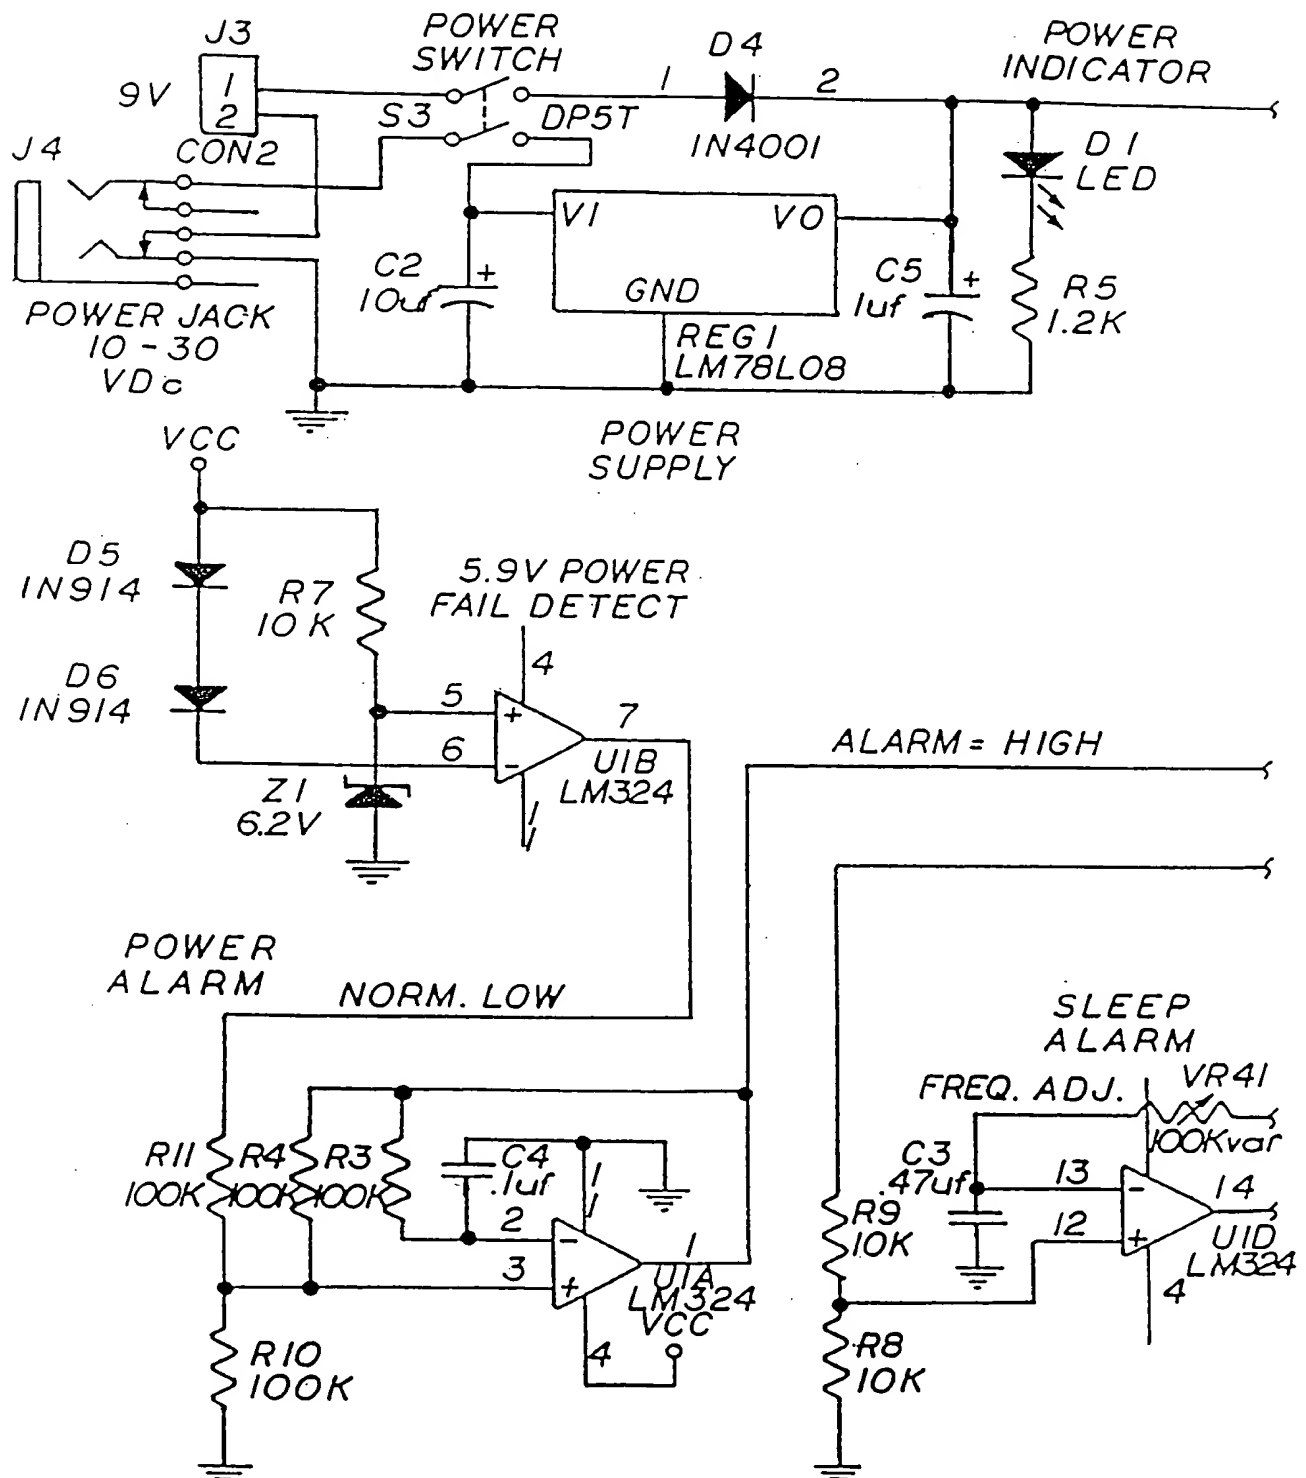 J3
1
2
9V
CON2
POWER
SWITCH
S3
DP5T
1
D4
2
1N4001
POWER
INDICATOR
D1
LED
J4
POWER JACK
10-30
VDc
VI
VO
GND
C2
+
10uf
REG1
LM78L08
C5
+
1uf
R5
1.2K
POWER
SUPPLY
VCC
D5
1N914
R7
10K
5.9V POWER
FAIL DETECT
4
D6
1N914
5
+
6
-
7
U1B
LM324
11
Z1
6.2V
ALARM = HIGH
POWER
ALARM
NORM. LOW
SLEEP
ALARM
FREQ. ADJ.
VR41
100Kvar
R11
100K
R4
100K
R3
100K
C4
.1uf
11
2
-
3
+
1
U1A
LM324
VCC
4
R10
100K
C3
.47uf
13
-
12
+
14
U1D
LM324
4
R9
10K
R8
10K